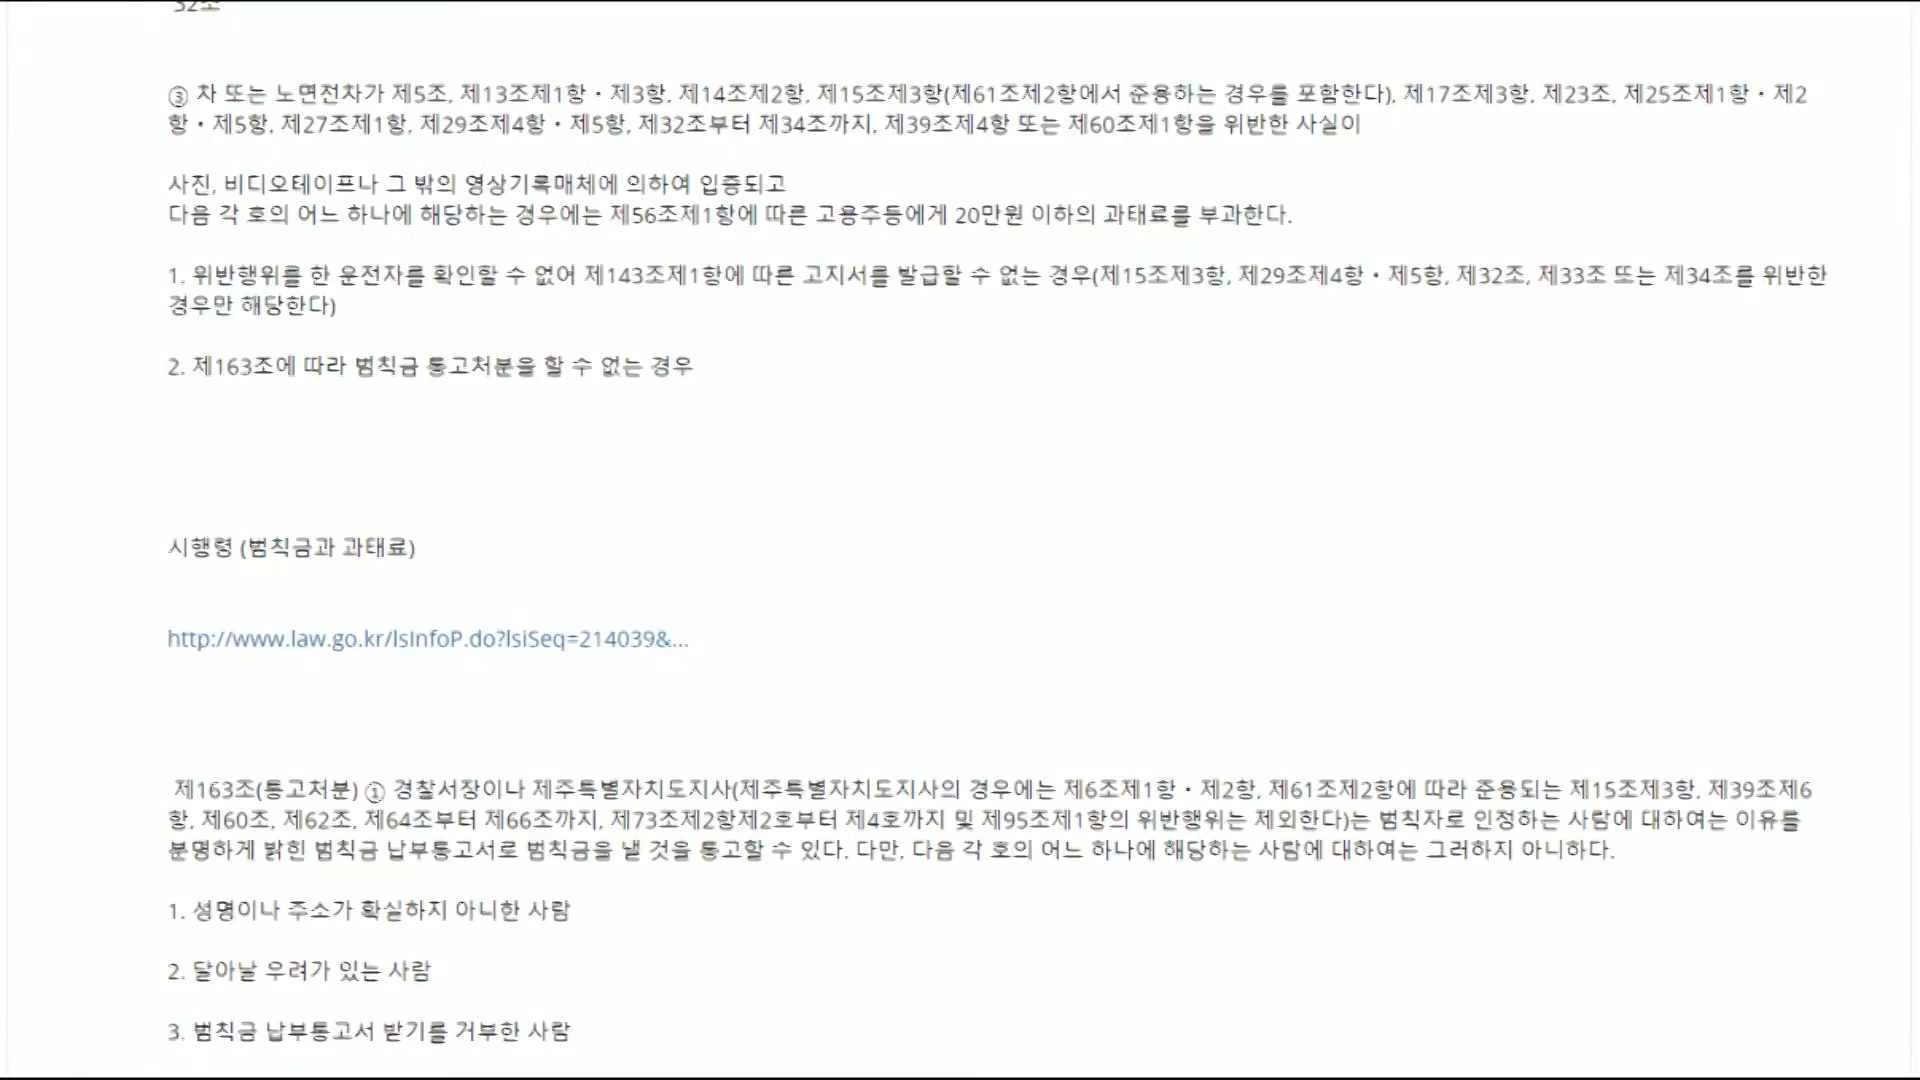 32조
③ 차 또는 노면전차가 제5조, 제13조제1항·제3항, 제14조제2항, 제15조제3항(제61조제2항에서 준용하는 경우를 포함한다), 제17조제3항, 제23조, 제25조제1항·제2
항·제5항, 제27조제1항, 제29조제4항·제5항, 제32조부터 제34조까지, 제39조제4항 또는 제60조제1항을 위반한 사실이
사진, 비디오테이프나 그 밖의 영상기록매체에 의하여 입증되고
다음 각 호의 어느 하나에 해당하는 경우에는 제56조제1항에 따른 고용주등에게 20만원 이하의 과태료를 부과한다.
1. 위반행위를 한 운전자를 확인할 수 없어 제143조제1항에 따른 고지서를 발급할 수 없는 경우(제15조제3항, 제29조제4항·제5항, 제32조, 제33조 또는 제34조를 위반한
경우만 해당한다)
2. 제163조에 따라 범칙금 통고처분을 할 수 없는 경우
시행령 (범칙금과 과태료)
http://www.law.go.kr/lsInfoP.do?lsiSeq=214039&...
제163조(통고처분) ① 경찰서장이나 제주특별자치도지사(제주특별자치도지사의 경우에는 제6조제1항·제2항, 제61조제2항에 따라 준용되는 제15조제3항, 제39조제6
항, 제60조, 제62조, 제64조부터 제66조까지, 제73조제2항제2호부터 제4호까지 및 제95조제1항의 위반행위는 제외한다)는 범칙자로 인정하는 사람에 대하여는 이유를
분명하게 밝힌 범칙금 납부통고서로 범칙금을 낼 것을 통고할 수 있다. 다만, 다음 각 호의 어느 하나에 해당하는 사람에 대하여는 그러하지 아니하다.
1. 성명이나 주소가 확실하지 아니한 사람
2. 달아날 우려가 있는 사람
3. 범칙금 납부통고서 받기를 거부한 사람